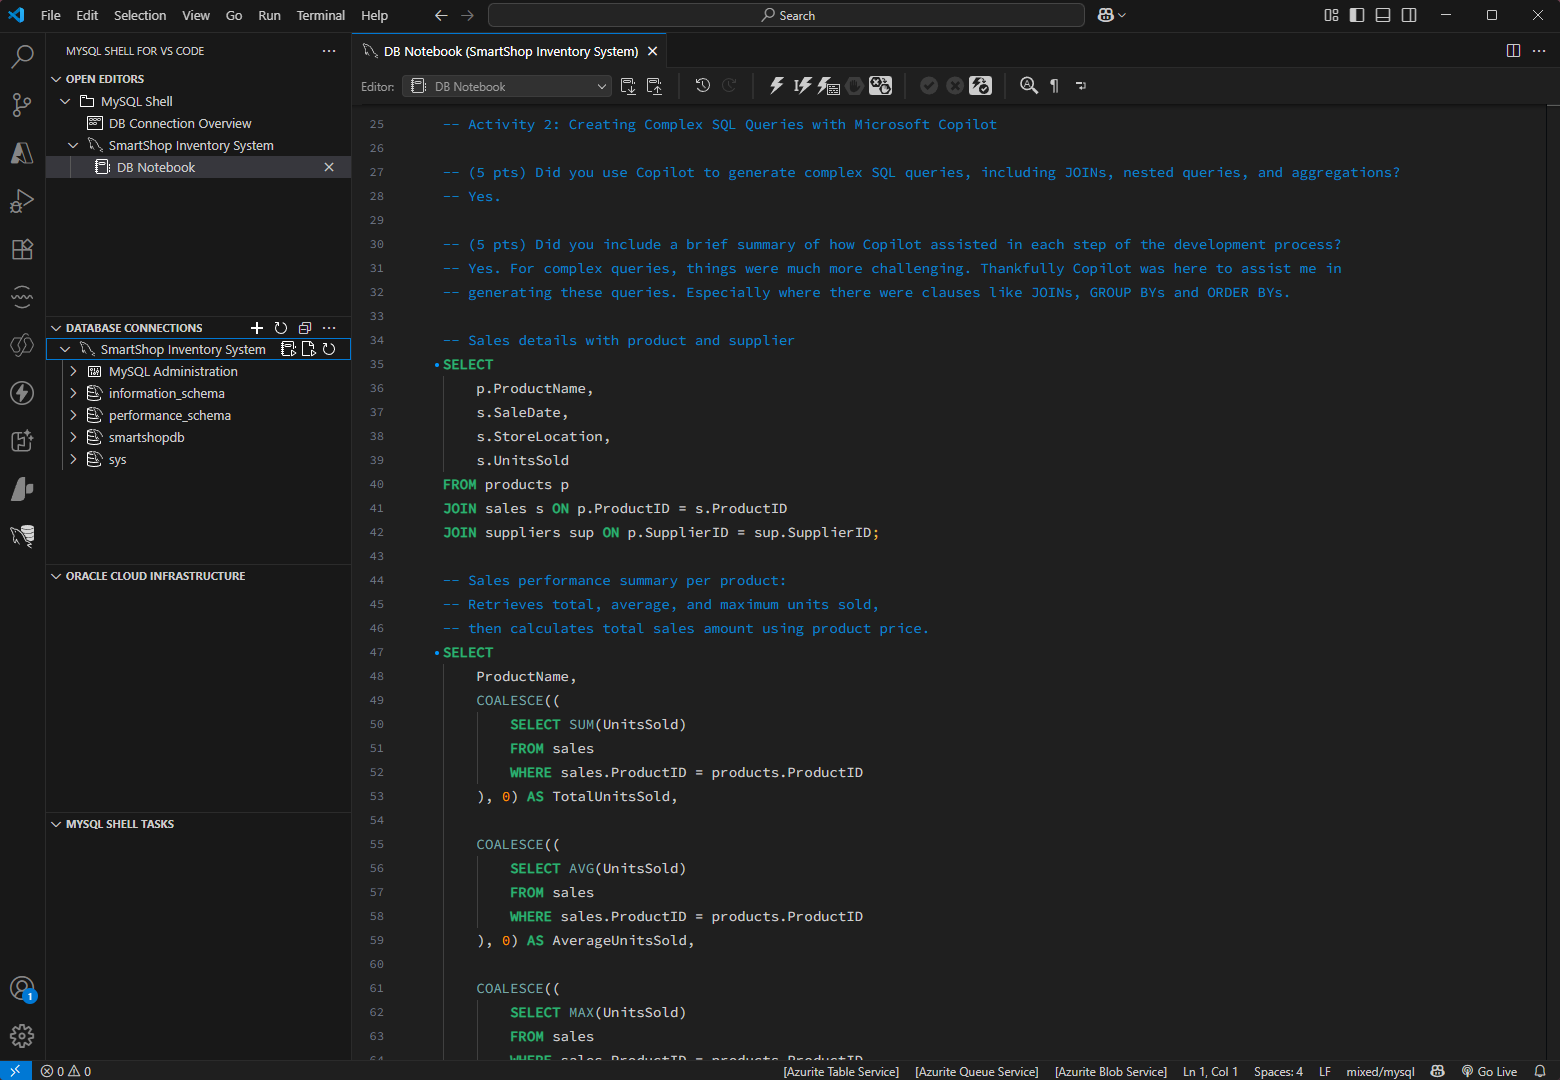 File Edit Selection View Go Run Terminal Help
Search
MYSQL SHELL FOR VS CODE
OPEN EDITORS
MySQL Shell
DB Connection Overview
SmartShop Inventory System
DB Notebook
DATABASE CONNECTIONS
SmartShop Inventory System
MySQL Administration
information_schema
performance_schema
smartshopdb
sys
ORACLE CLOUD INFRASTRUCTURE
MYSQL SHELL TASKS
1
DB Notebook (SmartShop Inventory System)
Editor: DB Notebook
25 -- Activity 2: Creating Complex SQL Queries with Microsoft Copilot
26
27 -- (5 pts) Did you use Copilot to generate complex SQL queries, including JOINs, nested queries, and aggregations?
28 -- Yes.
29
30 -- (5 pts) Did you include a brief summary of how Copilot assisted in each step of the development process?
31 -- Yes. For complex queries, things were much more challenging. Thankfully Copilot was here to assist me in
32 -- generating these queries. Especially where there were clauses like JOINs, GROUP BYs and ORDER BYs.
33
34 -- Sales details with product and supplier
35 SELECT
36 p.ProductName,
37 s.SaleDate,
38 s.StoreLocation,
39 s.UnitsSold
40 FROM products p
41 JOIN sales s ON p.ProductID = s.ProductID
42 JOIN suppliers sup ON p.SupplierID = sup.SupplierID;
43
44 -- Sales performance summary per product:
45 -- Retrieves total, average, and maximum units sold,
46 -- then calculates total sales amount using product price.
47 SELECT
48 ProductName,
49 COALESCE((
50 SELECT SUM(UnitsSold)
51 FROM sales
52 WHERE sales.ProductID = products.ProductID
53 ), 0) AS TotalUnitsSold,
54
55 COALESCE((
56 SELECT AVG(UnitsSold)
57 FROM sales
58 WHERE sales.ProductID = products.ProductID
59 ), 0) AS AverageUnitsSold,
60
61 COALESCE((
62 SELECT MAX(UnitsSold)
63 FROM sales
64 WHERE sales.ProductID = products.ProductID
0 0 [Azurite Table Service] [Azurite Queue Service] [Azurite Blob Service] Ln 1, Col 1 Spaces: 4 LF mixed/mysql Go Live